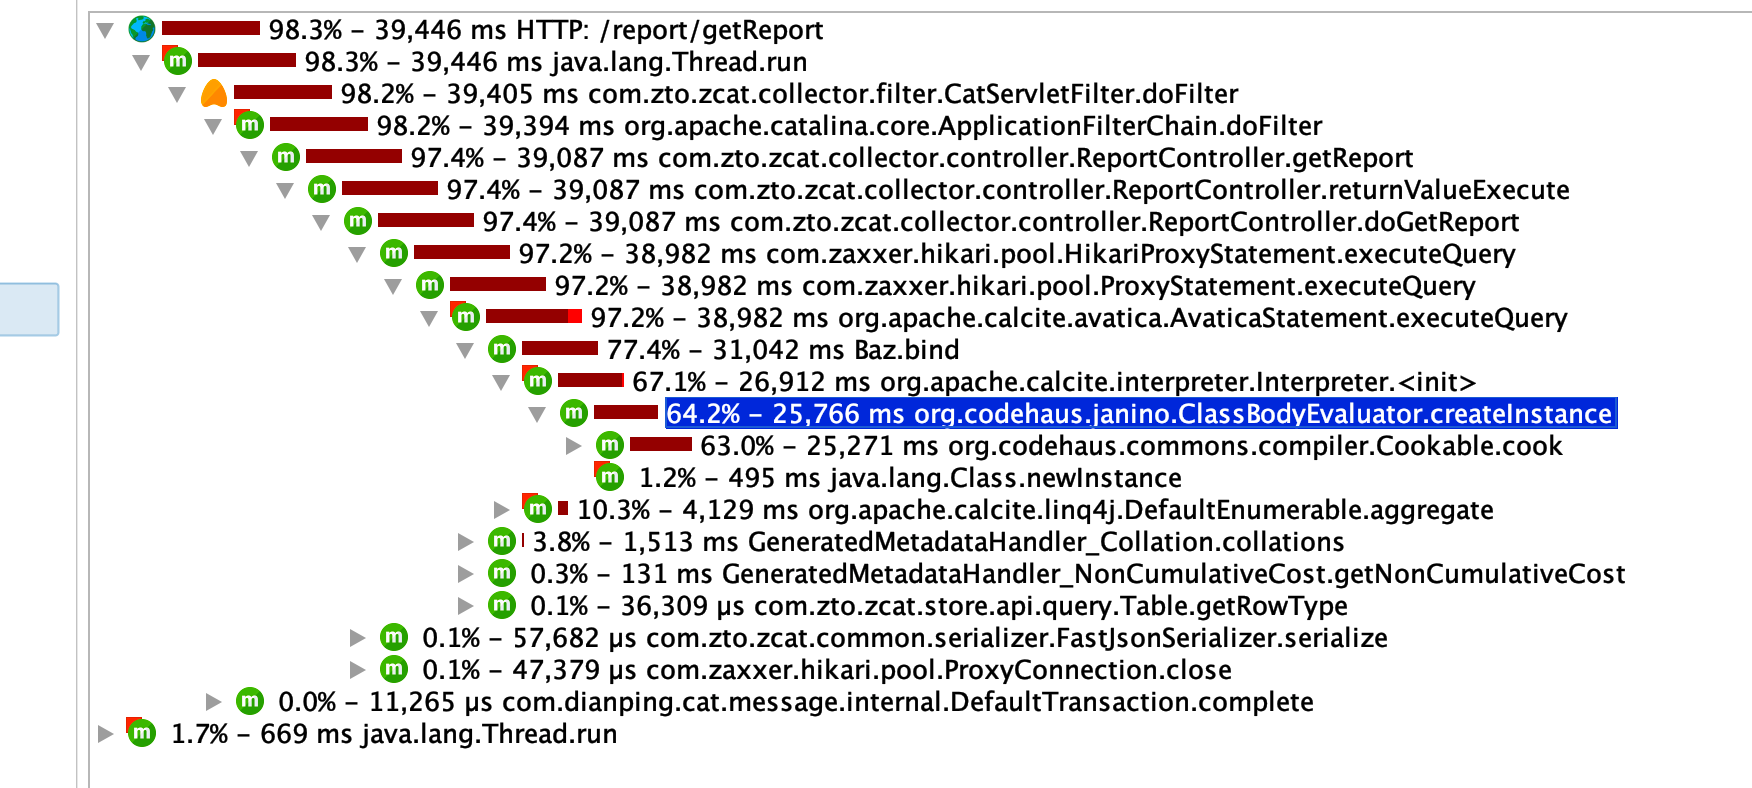 98.3% – 39,446 ms HTTP: /report/getReport
m 98.3% – 39,446 ms java.lang.Thread.run
98.2% – 39,405 ms com.zto.zcat.collector.filter.CatServletFilter.doFilter
m 98.2% – 39,394 ms org.apache.catalina.core.ApplicationFilterChain.doFilter
m 97.4% – 39,087 ms com.zto.zcat.collector.controller.ReportController.getReport
m 97.4% – 39,087 ms com.zto.zcat.collector.controller.ReportController.returnValueExecute
m 97.4% – 39,087 ms com.zto.zcat.collector.controller.ReportController.doGetReport
m 97.2% – 38,982 ms com.zaxxer.hikari.pool.HikariProxyStatement.executeQuery
m 97.2% – 38,982 ms com.zaxxer.hikari.pool.ProxyStatement.executeQuery
m 97.2% – 38,982 ms org.apache.calcite.avatica.AvaticaStatement.executeQuery
m 77.4% – 31,042 ms Baz.bind
m 67.1% – 26,912 ms org.apache.calcite.interpreter.Interpreter.<init>
m 64.2% – 25,766 ms org.codehaus.janino.ClassBodyEvaluator.createInstance
m 63.0% – 25,271 ms org.codehaus.commons.compiler.Cookable.cook
m 1.2% – 495 ms java.lang.Class.newInstance
m 10.3% – 4,129 ms org.apache.calcite.linq4j.DefaultEnumerable.aggregate
m 3.8% – 1,513 ms GeneratedMetadataHandler_Collation.collations
m 0.3% – 131 ms GeneratedMetadataHandler_NonCumulativeCost.getNonCumulativeCost
m 0.1% – 36,309 µs com.zto.zcat.store.api.query.Table.getRowType
m 0.1% – 57,682 µs com.zto.zcat.common.serializer.FastJsonSerializer.serialize
m 0.1% – 47,379 µs com.zaxxer.hikari.pool.ProxyConnection.close
m 0.0% – 11,265 µs com.dianping.cat.message.internal.DefaultTransaction.complete
m 1.7% – 669 ms java.lang.Thread.run